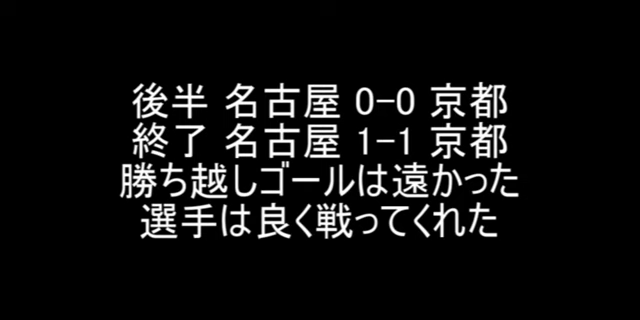 後半 名古屋 0-0 京都
終了 名古屋 1-1 京都
勝ち越しゴールは遠かった
選手は良く戦ってくれた